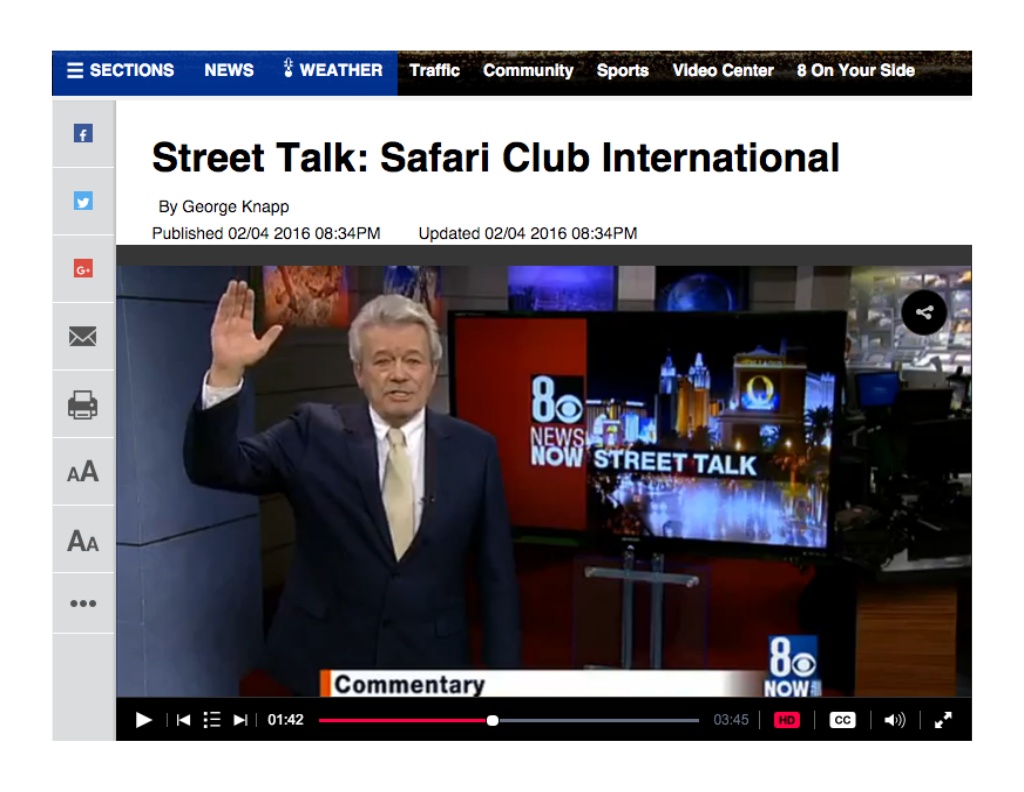 ☰ SECTIONS NEWS WEATHER Traffic Community Sports Video Center 8 On Your Side
Street Talk: Safari Club International
By George Knapp
Published 02/04 2016 08:34PM Updated 02/04 2016 08:34PM
f
G+
AA
AA
8
NEWS
NOW
STREET TALK
8
NOW
Commentary
01:42 03:45 HD CC